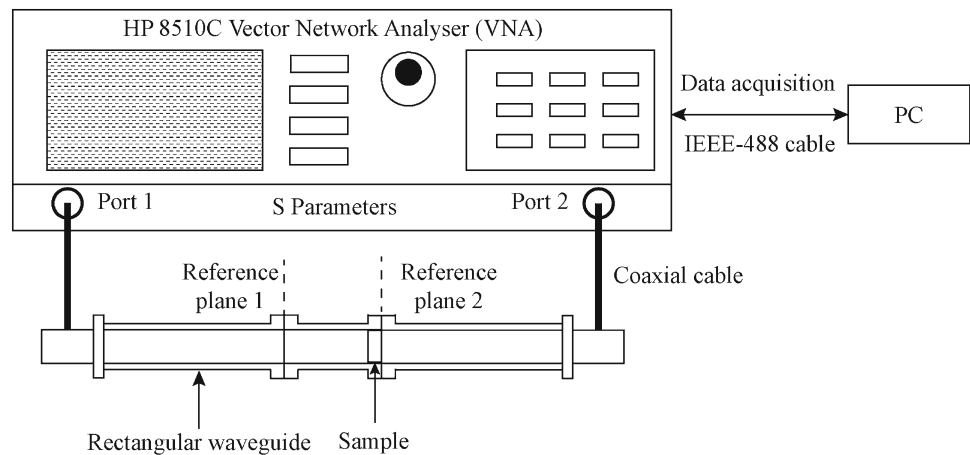 HP 8510C Vector Network Analyser (VNA)
Data acquisition
PC
IEEE-488 cable
Port 1
S Parameters
Port 2
Reference
plane 1
Reference
plane 2
Coaxial cable
Rectangular waveguide
Sample